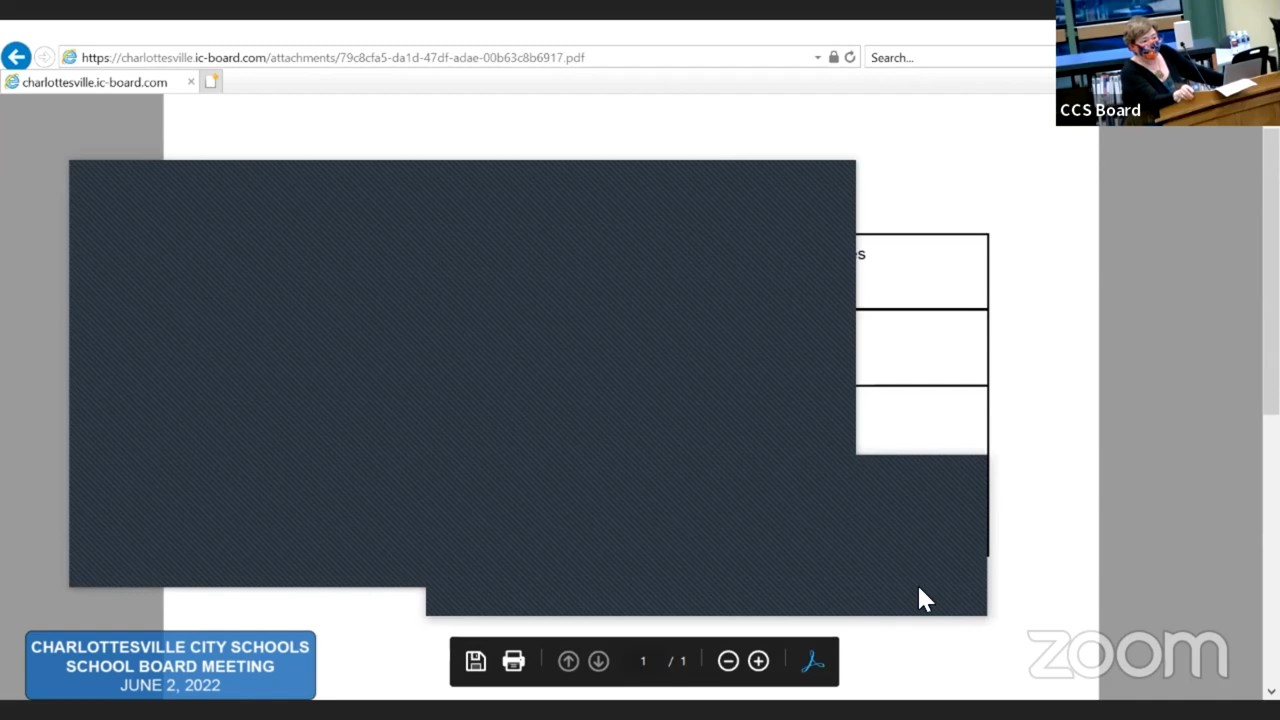 https://charlottesville.ic-board.com/attachments/79c8cfa5-da1d-47df-adae-00b63c8b6917.pdf
Search...
charlottesville.ic-board.com
CCS Board
1 / 1
CHARLOTTESVILLE CITY SCHOOLS
SCHOOL BOARD MEETING
JUNE 2, 2022
zoom